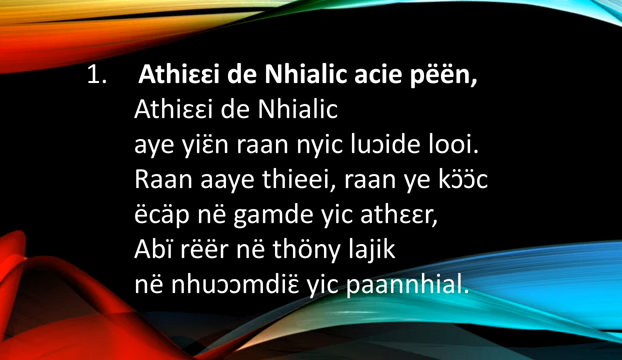 1. Athiɛɛi de Nhialic acie pëën,
Athiɛɛi de Nhialic
aye yiën raan nyic luɔide looi.
Raan aaye thieei, raan ye kɔ̈ɔ̈c
ëcäp në gamde yic athɛɛr,
Abï rëër në thöny lajik
në nhuɔɔmdiɛ̈ yic paannhial.